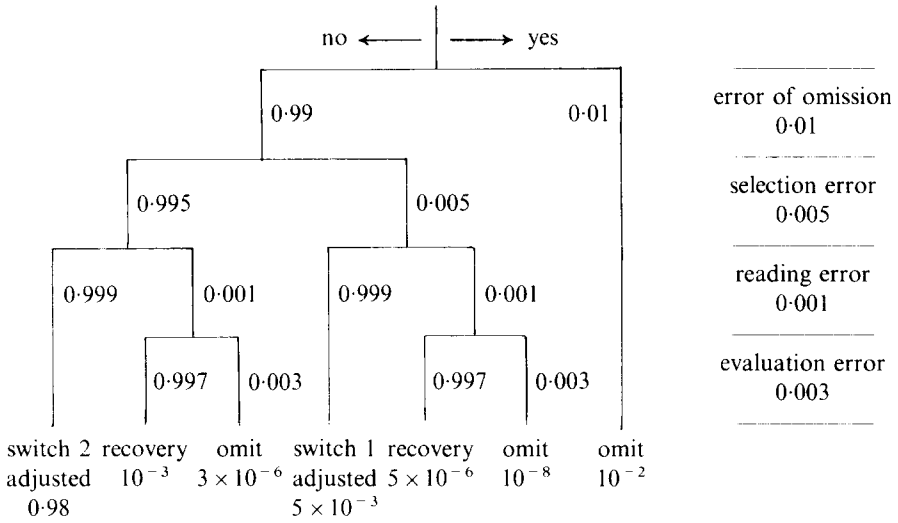 no yes
0·99 0·01
error of omission
0·01
0·995 0·005
selection error
0·005
0·999 0·001 0·999 0·001
reading error
0·001
0·997 0·003 0·997 0·003
evaluation error
0·003
switch 2 recovery omit switch 1 recovery omit omit
adjusted 10⁻³ 3 × 10⁻⁶ adjusted 5 × 10⁻⁶ 10⁻⁸ 10⁻²
0·98 5 × 10⁻³